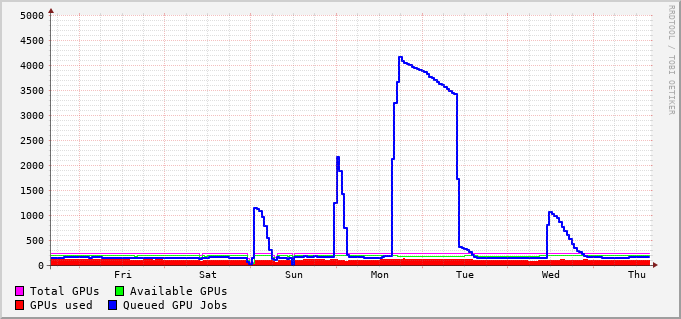 5000
4500
4000
3500
3000
2500
2000
1500
1000
500
0
Fri Sat Sun Mon Tue Wed Thu
Total GPUs Available GPUs
GPUs used Queued GPU Jobs
RRDTOOL / TOBI OETIKER